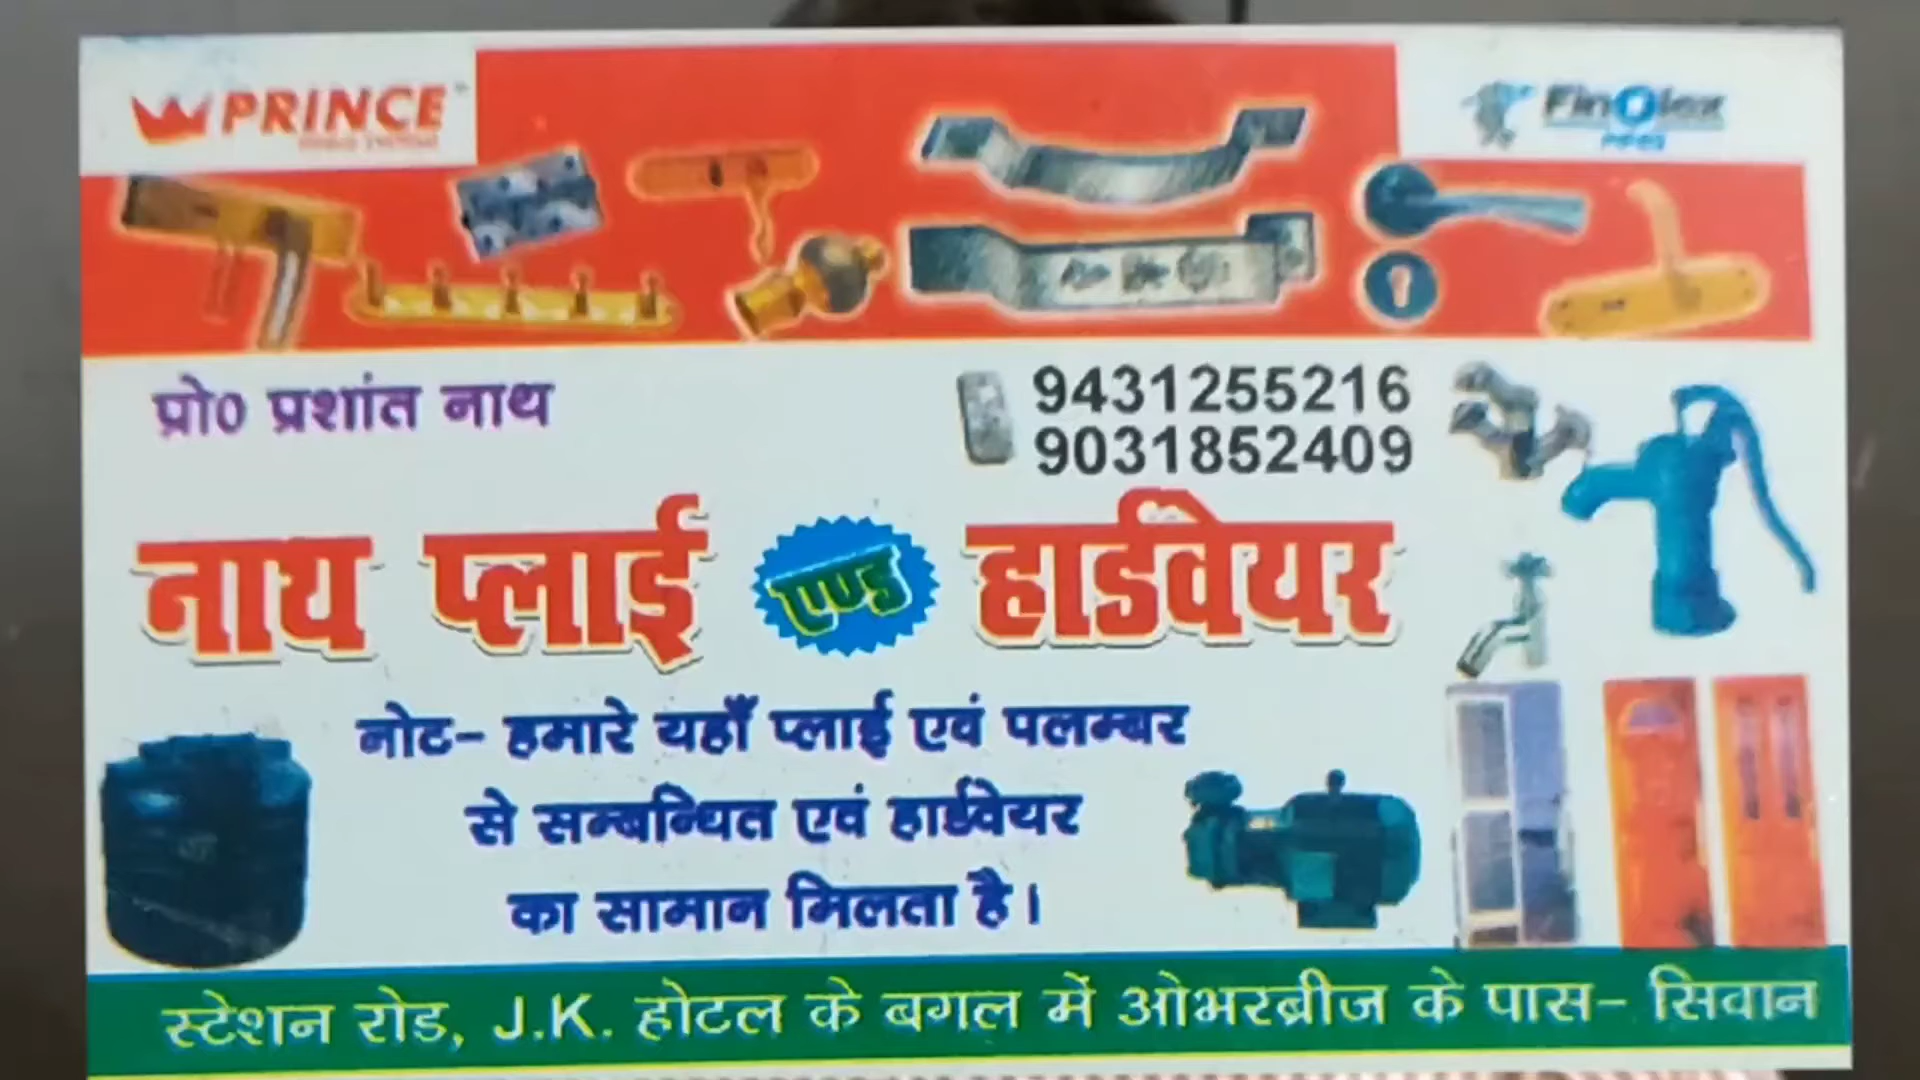 PRINCE
FinOlex
प्रो0 प्रशांत नाथ
9431255216
9031852409
नाथ प्लाई एण्ड हार्डवेयर
नोट- हमारे यहाँ प्लाई एवं पलम्बर
से सम्बन्धित एवं हार्डवेयर
का सामान मिलता है।
स्टेशन रोड, J.K. होटल के बगल में ओभरब्रीज के पास- सिवान